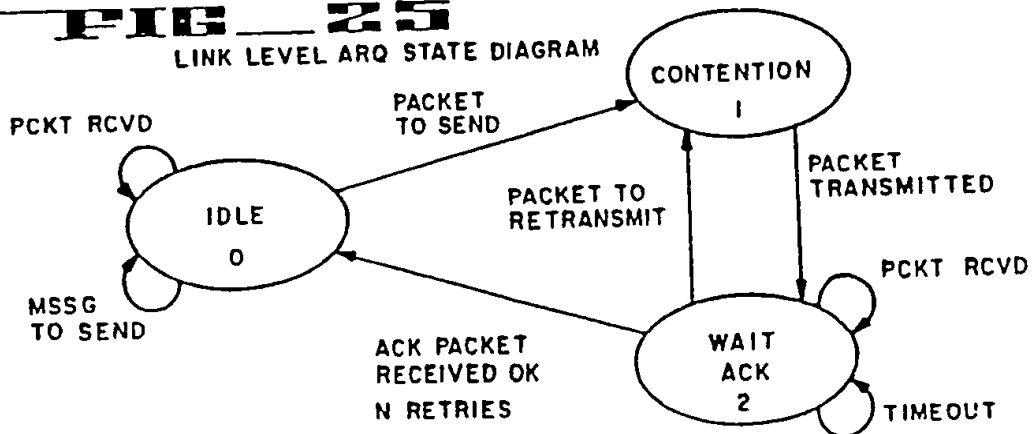 FIG_25
LINK LEVEL ARQ STATE DIAGRAM
CONTENTION
1
PACKET
TO SEND
PCKT RCVD
PACKET
TRANSMITTED
PACKET TO
RETRANSMIT
IDLE
0
PCKT RCVD
MSSG
TO SEND
WAIT
ACK
2
ACK PACKET
RECEIVED OK
N RETRIES
TIMEOUT